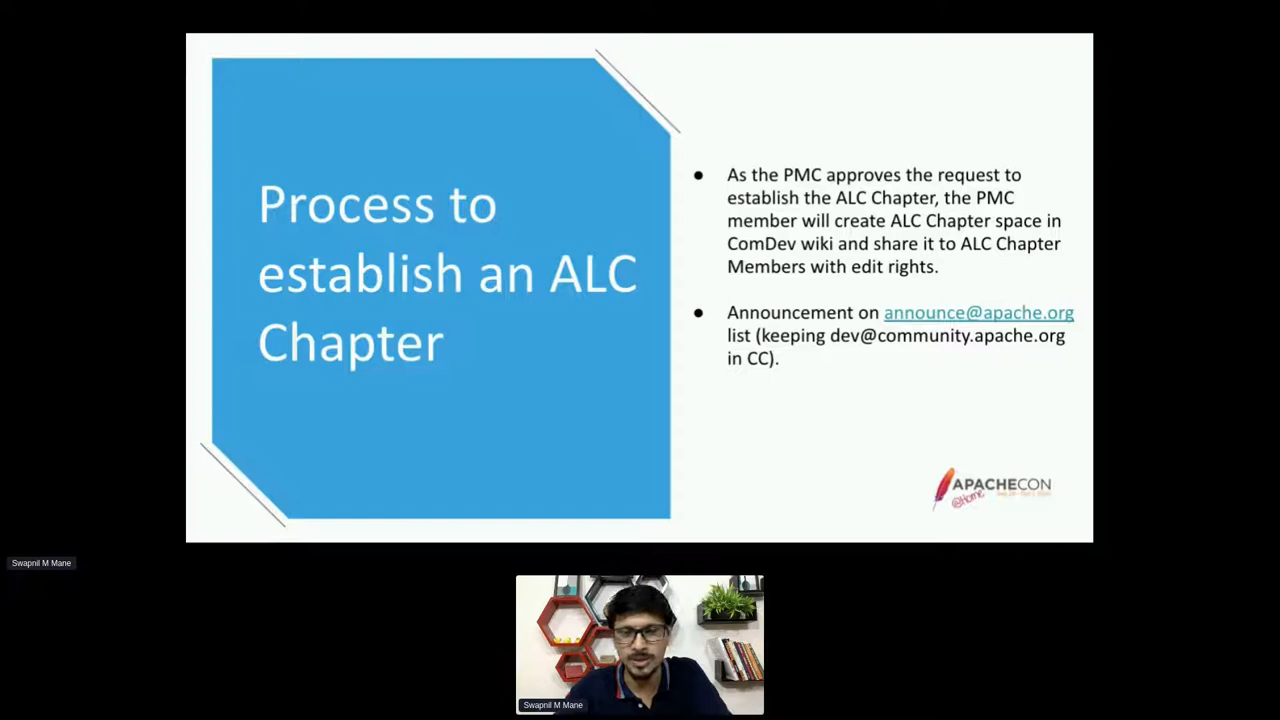 Process to
establish an ALC
Chapter
● As the PMC approves the request to
establish the ALC Chapter, the PMC
member will create ALC Chapter space in
ComDev wiki and share it to ALC Chapter
Members with edit rights.
● Announcement on announce@apache.org
list (keeping dev@community.apache.org
in CC).
APACHECON
@Home
Swapnil M Mane
Swapnil M Mane